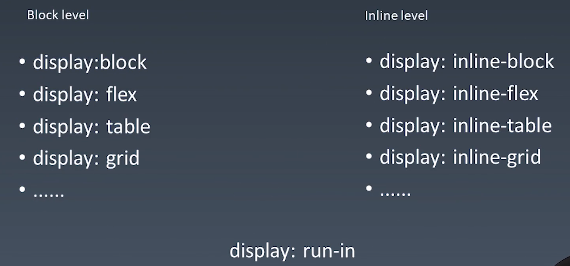 Block level
• display:block
• display: flex
• display: table
• display: grid
• ......
Inline level
• display: inline-block
• display: inline-flex
• display: inline-table
• display: inline-grid
• ......
display: run-in